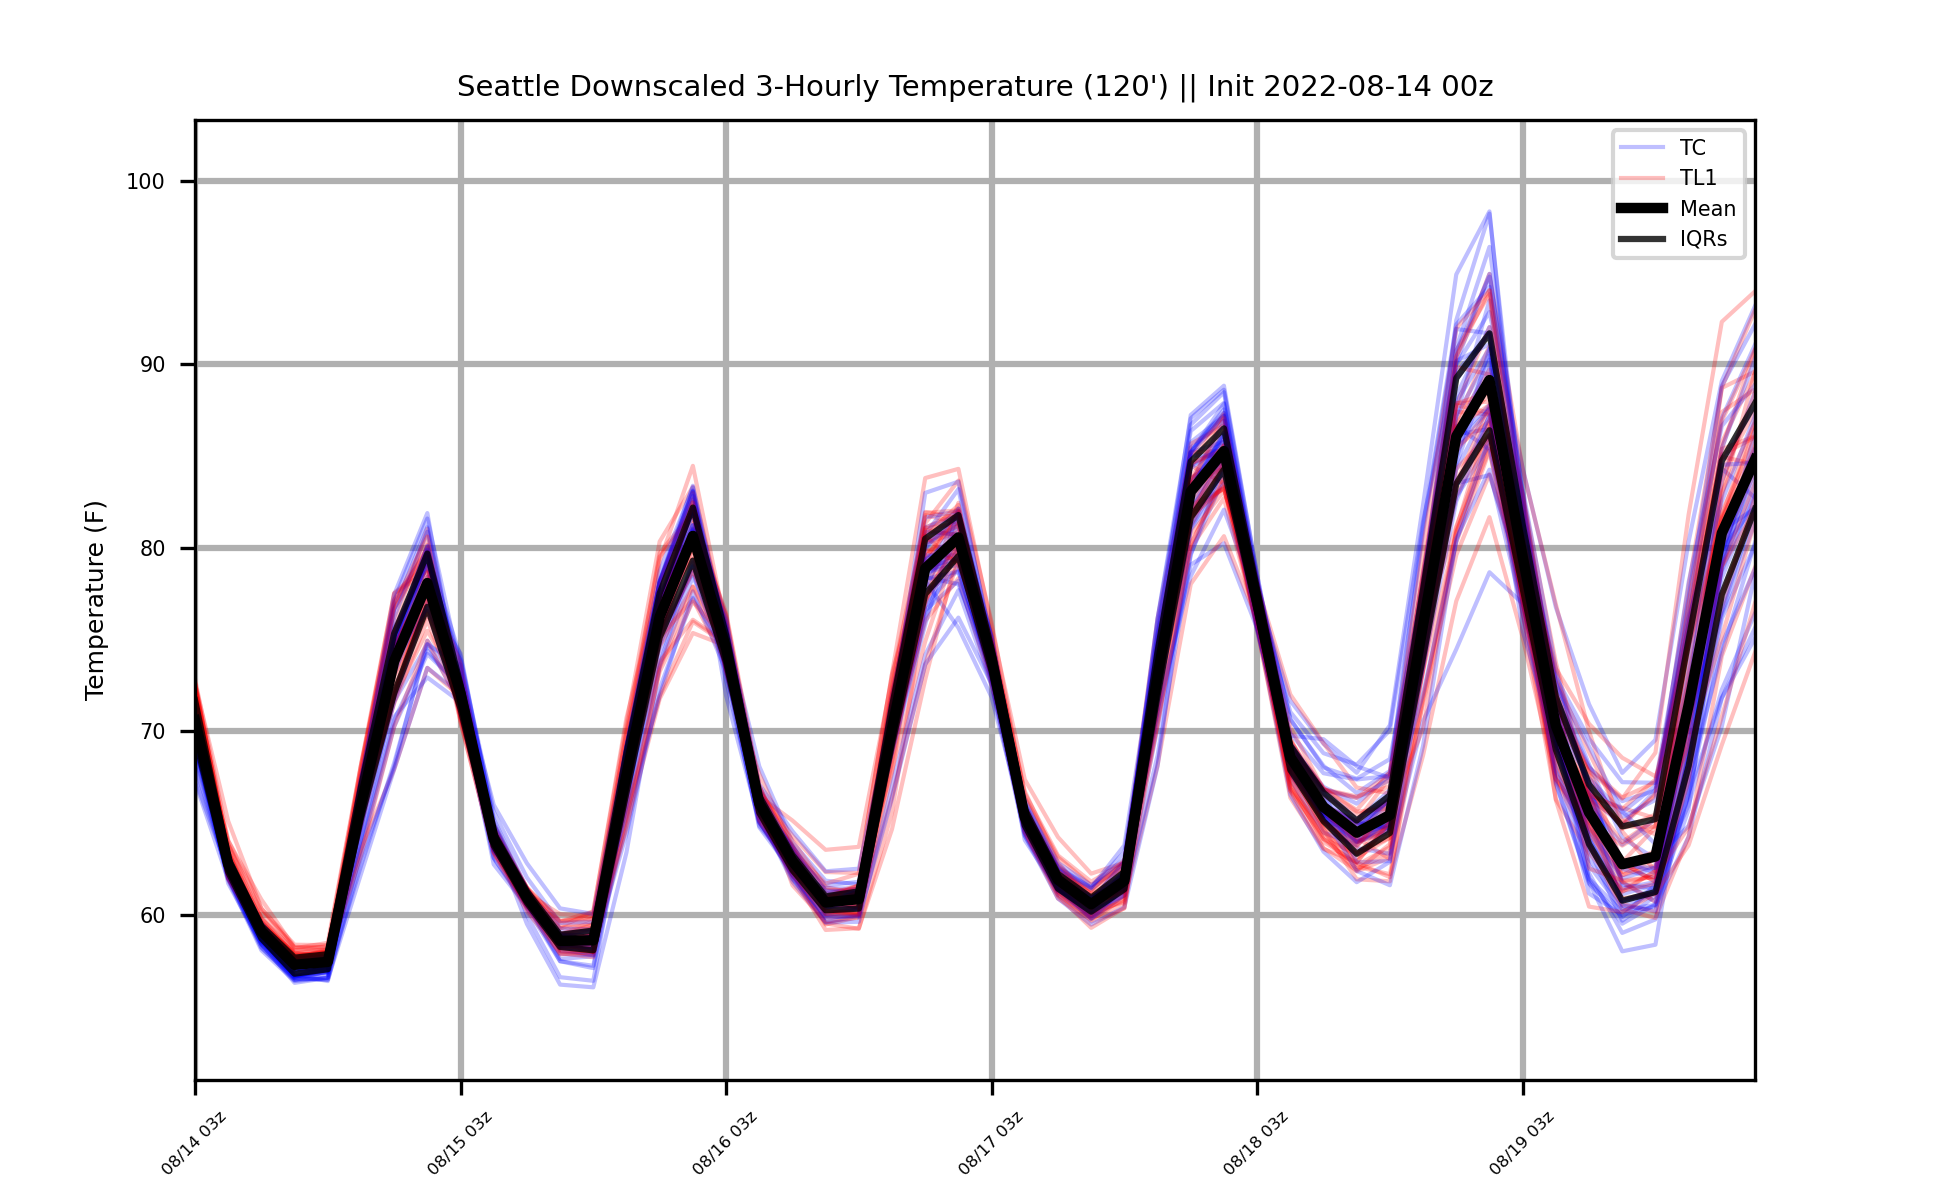 Seattle Downscaled 3-Hourly Temperature (120') || Init 2022-08-14 00z
TC
TL1
Mean
IQRs
Temperature (F)
100
90
80
70
60
08/14 03z
08/15 03z
08/16 03z
08/17 03z
08/18 03z
08/19 03z